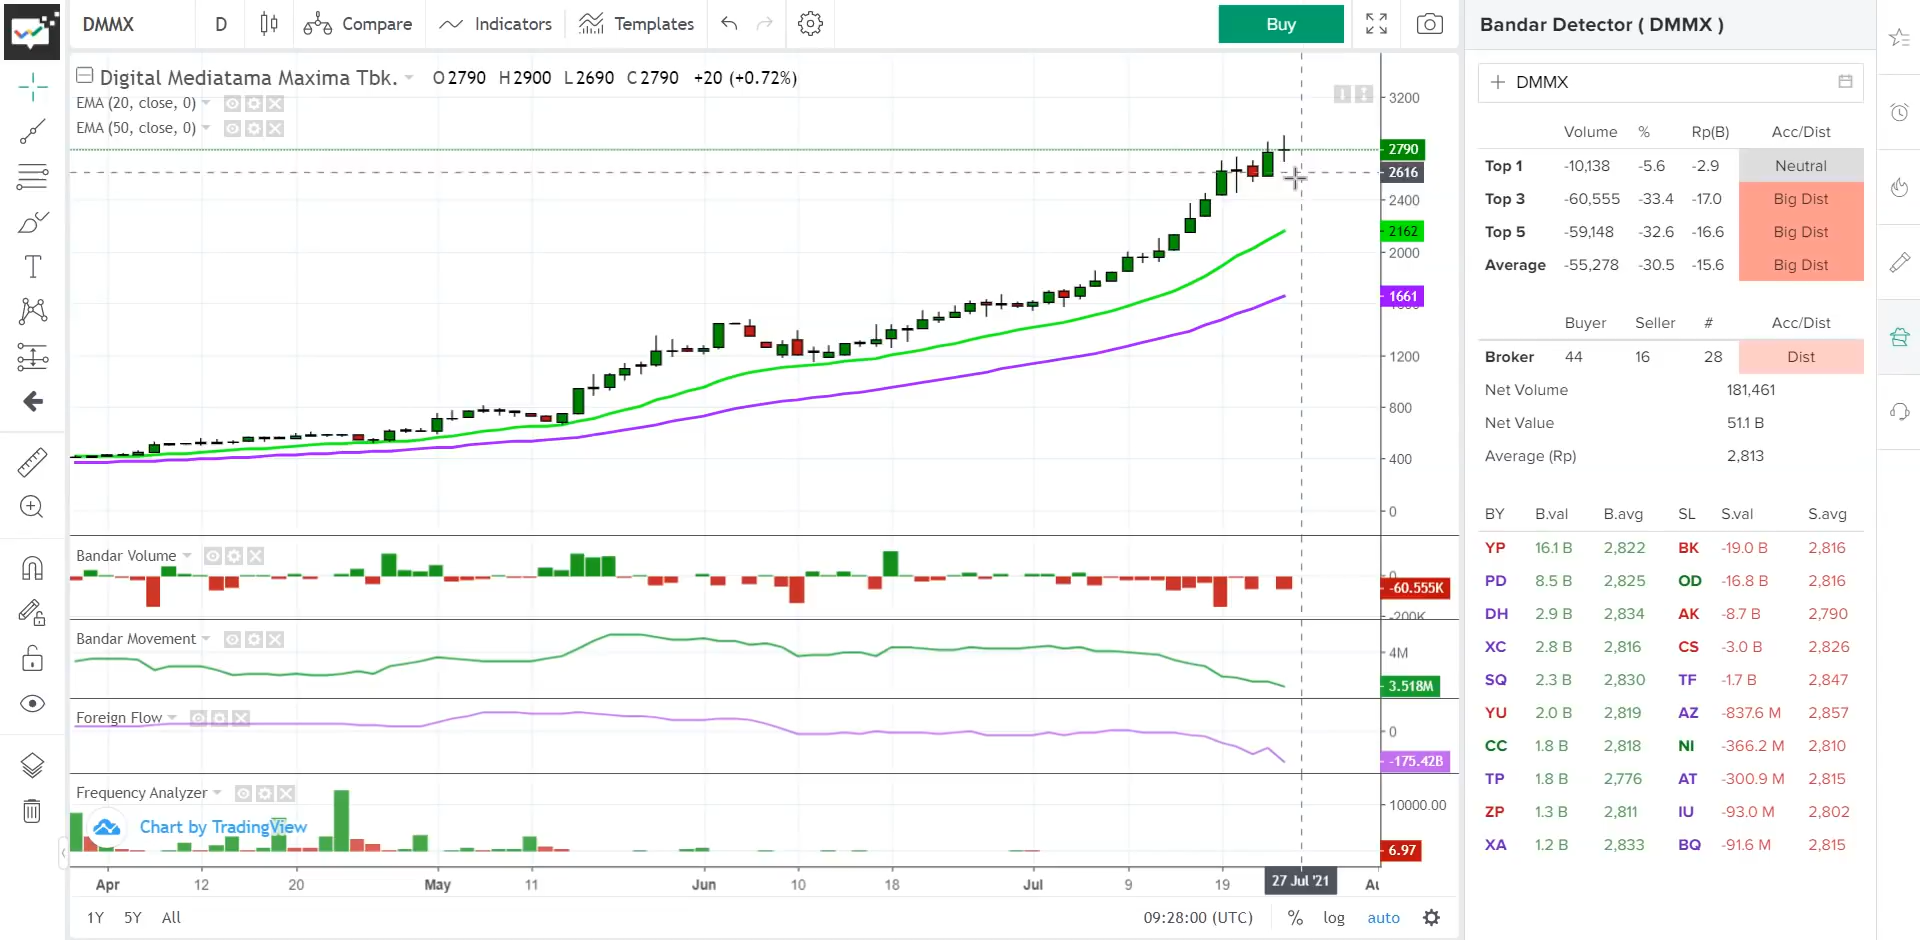 DMMX D Compare Indicators Templates Buy
Bandar Detector ( DMMX )
Digital Mediatama Maxima Tbk. O 2790 H 2900 L 2690 C 2790 +20 (+0.72%)
EMA (20, close, 0)
EMA (50, close, 0)
3200
2790
2616
2400
2162
2000
1661
1200
800
400
0
Bandar Volume
0
-60.555K
-200K
Bandar Movement
4M
3.518M
Foreign Flow
0
-175.42B
Frequency Analyzer
10000.00
Chart by TradingView
6.97
Apr 12 20 May 11 Jun 10 18 Jul 9 19 27 Jul '21 Au
1Y 5Y All 09:28:00 (UTC) % log auto
DMMX
Volume % Rp(B) Acc/Dist
Top 1 -10,138 -5.6 -2.9 Neutral
Top 3 -60,555 -33.4 -17.0 Big Dist
Top 5 -59,148 -32.6 -16.6 Big Dist
Average -55,278 -30.5 -15.6 Big Dist
Buyer Seller # Acc/Dist
Broker 44 16 28 Dist
Net Volume 181,461
Net Value 51.1 B
Average (Rp) 2,813
BY B.val B.avg SL S.val S.avg
YP 16.1 B 2,822 BK -19.0 B 2,816
PD 8.5 B 2,825 OD -16.8 B 2,816
DH 2.9 B 2,834 AK -8.7 B 2,790
XC 2.8 B 2,816 CS -3.0 B 2,826
SQ 2.3 B 2,830 TF -1.7 B 2,847
YU 2.0 B 2,819 AZ -837.6 M 2,857
CC 1.8 B 2,818 NI -366.2 M 2,810
TP 1.8 B 2,776 AT -300.9 M 2,815
ZP 1.3 B 2,811 IU -93.0 M 2,802
XA 1.2 B 2,833 BQ -91.6 M 2,815